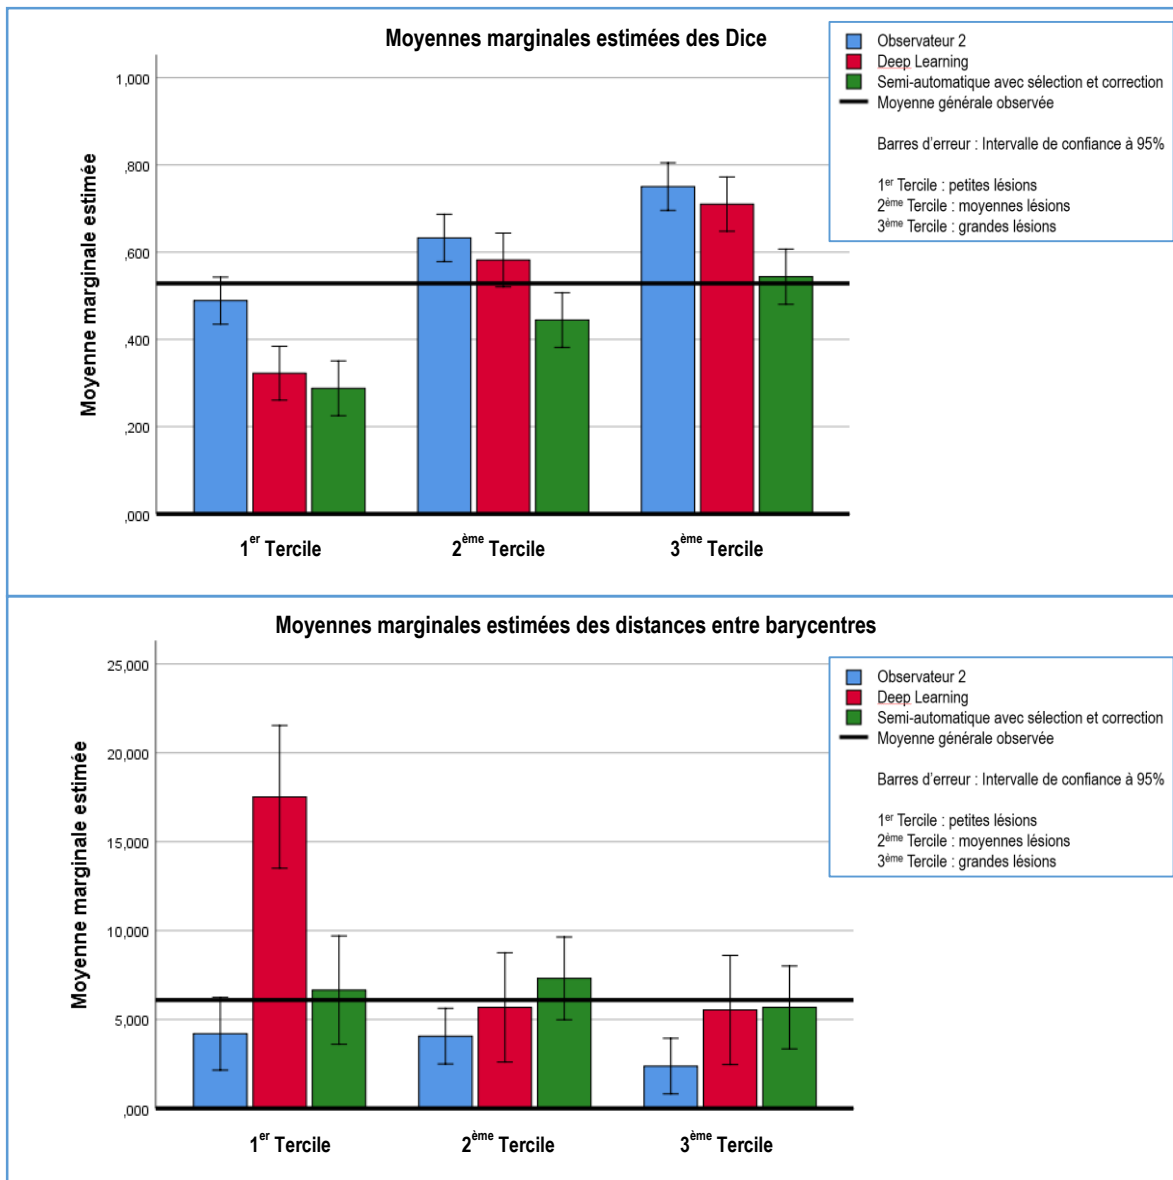 Moyennes marginales estimées des Dice
Observateur 2
Deep Learning
Semi-automatique avec sélection et correction
Moyenne générale observée
Barres d'erreur : Intervalle de confiance à 95%
1er Tercile : petites lésions
2ème Tercile : moyennes lésions
3ème Tercile : grandes lésions
Moyenne marginale estimée
1,000
,800
,600
,400
,200
,000
1er Tercile
2ème Tercile
3ème Tercile
Moyennes marginales estimées des distances entre barycentres
Observateur 2
Deep Learning
Semi-automatique avec sélection et correction
Moyenne générale observée
Barres d'erreur : Intervalle de confiance à 95%
1er Tercile : petites lésions
2ème Tercile : moyennes lésions
3ème Tercile : grandes lésions
Moyenne marginale estimée
25,000
20,000
15,000
10,000
5,000
,000
1er Tercile
2ème Tercile
3ème Tercile